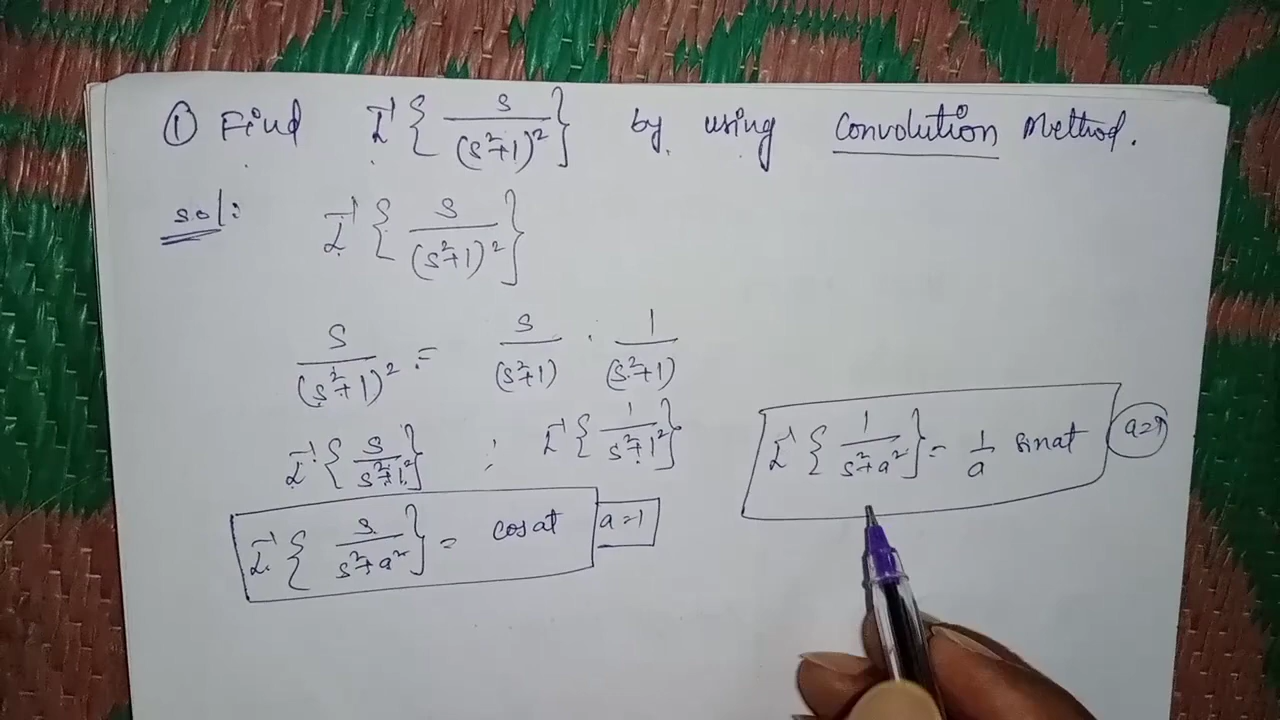 ① Find L⁻¹ { s / (s²+1)² } by using Convolution Method.
sol: L⁻¹ { s / (s²+1)² }
s / (s²+1)² = s / (s²+1) · 1 / (s²+1)
L⁻¹ { s / s²+1² } ; L⁻¹ { 1 / s²+1² }
L⁻¹ { 1 / s²+a² } = 1/a sinat a=1
L⁻¹ { s / s²+a² } = cosat a=1